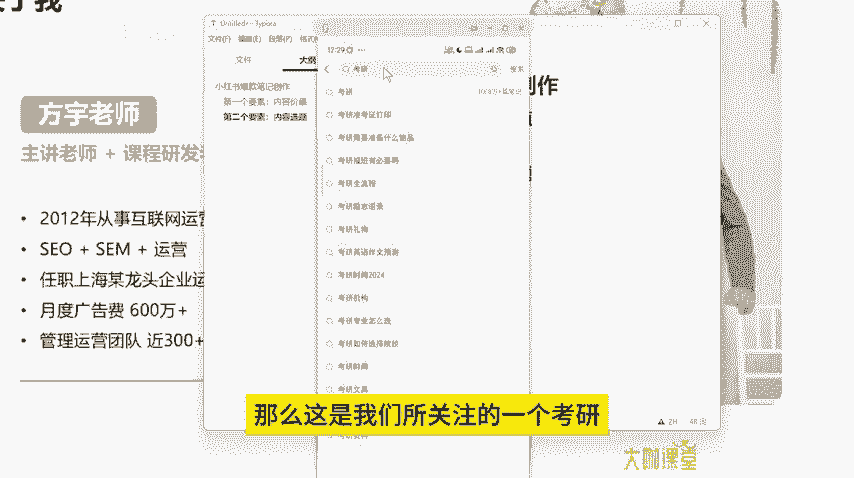 关于我
方宇老师
主讲老师 + 课程研发
2012年从事互联网运营
SEO + SEM + 运营
任职上海某龙头企业运
月度广告费 600万+
管理运营团队 近300+
Untitled - Typora
文件(F) 编辑(E) 段落(P)
文件
大纲
小红书爆款笔记创作
第一个要素：内容价值
第二个要素：内容选题
创作
17:29
考研
搜索
考研
考研准考证打印
考研需要准备什么物品
考研报班有必要吗
考研全流程
考研励志语录
考研礼物
考研英语作文预测
考研时间2024
考研机构
考研专业怎么选
考研如何选择院校
考研时间
考研文具
考研资料
那么这是我们所关注的一个考研
ZH
大鹏课堂